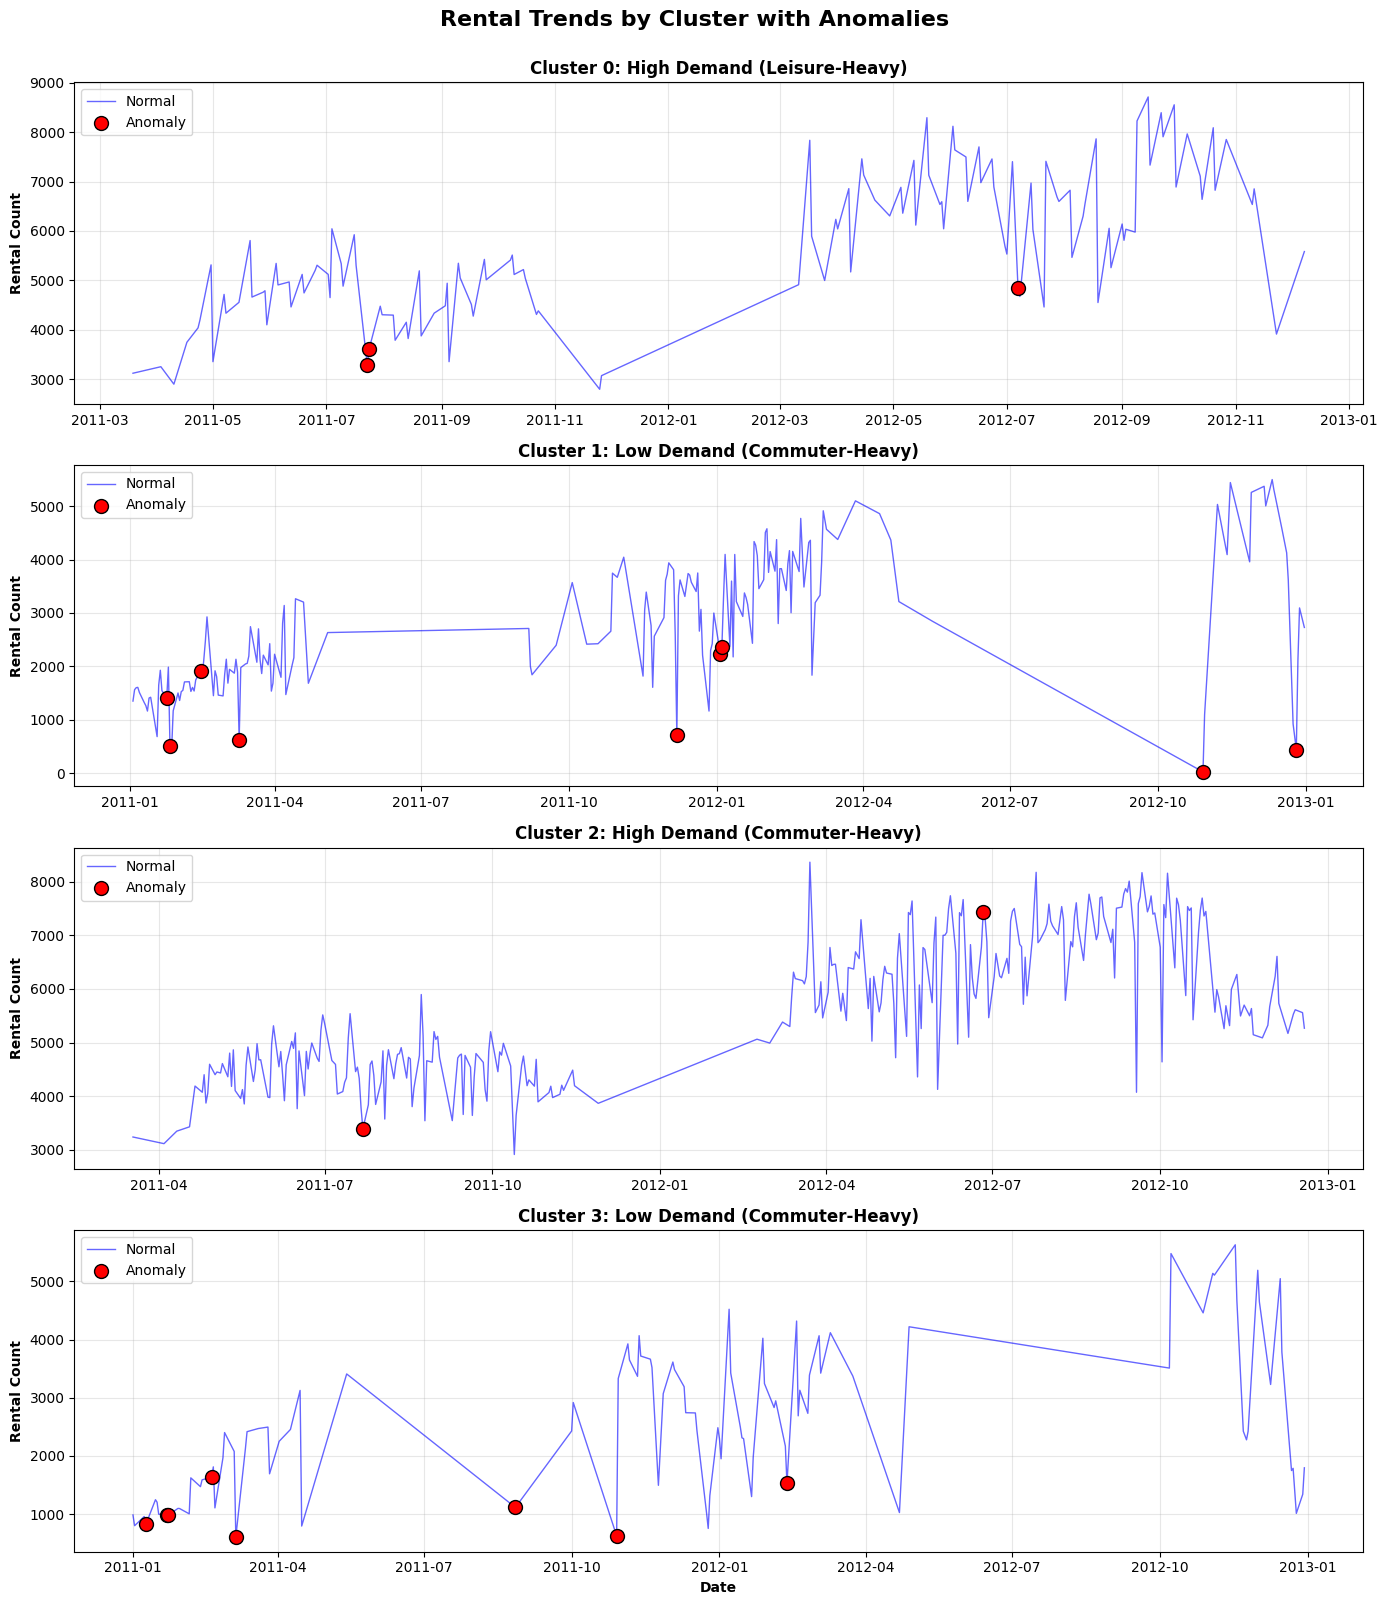 Rental Trends by Cluster with Anomalies
Cluster 0: High Demand (Leisure-Heavy)
Normal
Anomaly
Rental Count
9000
8000
7000
6000
5000
4000
3000
2011-03 2011-05 2011-07 2011-09 2011-11 2012-01 2012-03 2012-05 2012-07 2012-09 2012-11 2013-01
Cluster 1: Low Demand (Commuter-Heavy)
Normal
Anomaly
Rental Count
5000
4000
3000
2000
1000
0
2011-01 2011-04 2011-07 2011-10 2012-01 2012-04 2012-07 2012-10 2013-01
Cluster 2: High Demand (Commuter-Heavy)
Normal
Anomaly
Rental Count
8000
7000
6000
5000
4000
3000
2011-04 2011-07 2011-10 2012-01 2012-04 2012-07 2012-10 2013-01
Cluster 3: Low Demand (Commuter-Heavy)
Normal
Anomaly
Rental Count
5000
4000
3000
2000
1000
2011-01 2011-04 2011-07 2011-10 2012-01 2012-04 2012-07 2012-10 2013-01
Date